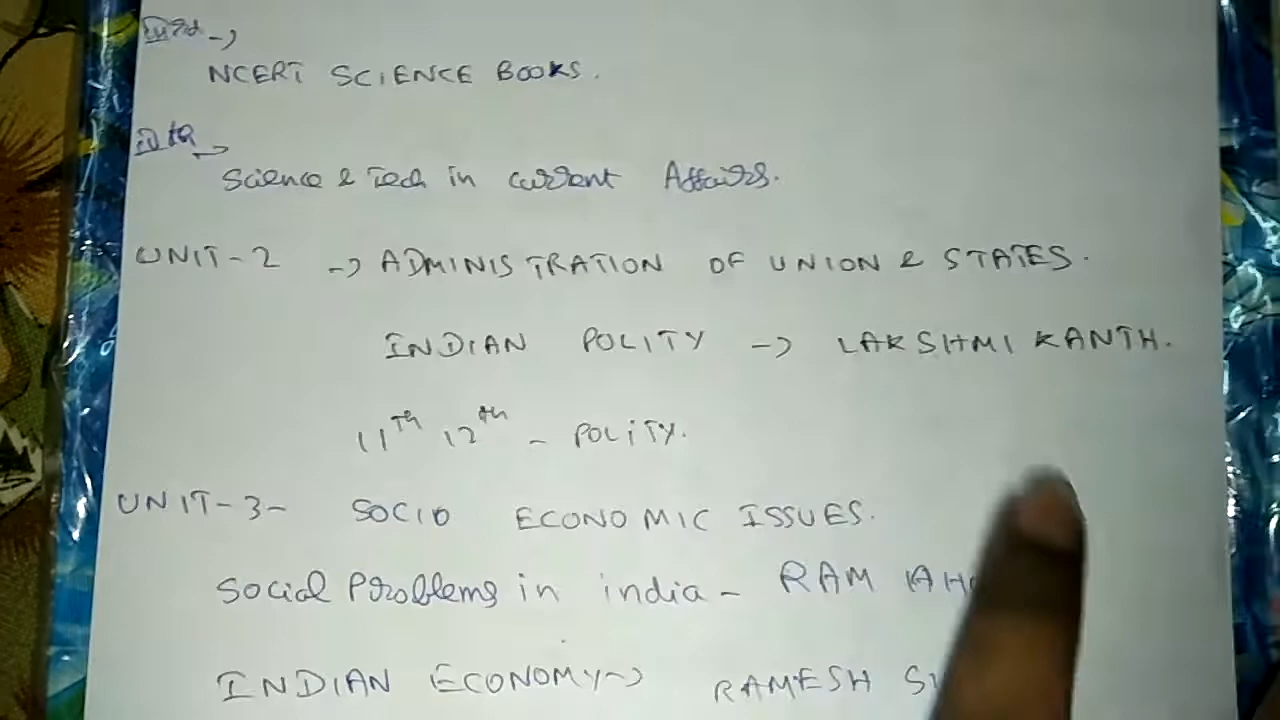 NCERT SCIENCE BOOKS.
Science & Tech in current Affairs.
UNIT-2 -> ADMINISTRATION OF UNION & STATES.
INDIAN POLITY -> LAKSHMI KANTH.
11th 12th - POLITY.
UNIT-3- SOCIO ECONOMIC ISSUES.
Social Problems in india - RAM
INDIAN ECONOMY-> RAMESH